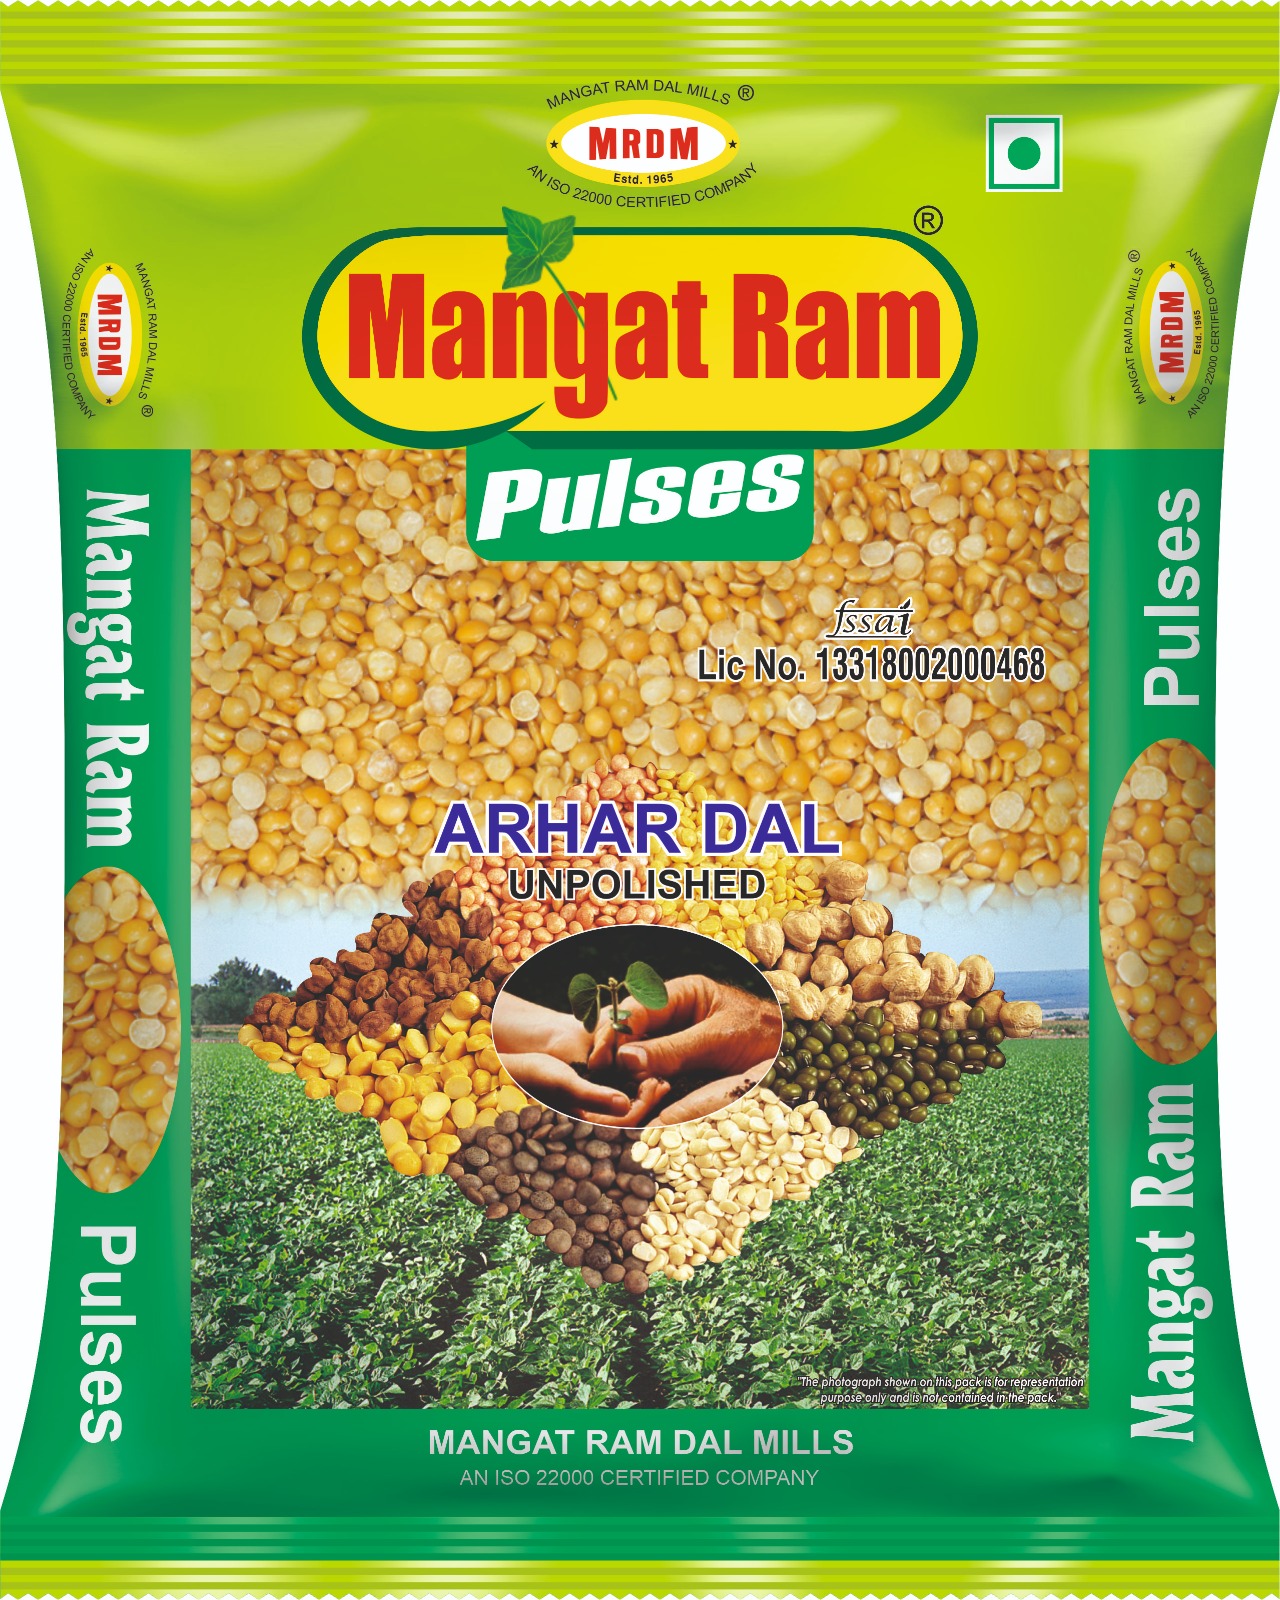 MANGAT RAM DAL MILLS ®
MRDM
Estd. 1965
AN ISO 22000 CERTIFIED COMPANY
®
Mangat Ram
Pulses
fssai
Lic No. 13318002000468
ARHAR DAL
UNPOLISHED
"The photograph shown on this pack is for representation
purpose only and is not contained in the pack."
MANGAT RAM DAL MILLS
AN ISO 22000 CERTIFIED COMPANY
MANGAT RAM DAL MILLS ®
MRDM
Estd. 1965
AN ISO 22000 CERTIFIED COMPANY
Mangat Ram
Pulses
MANGAT RAM DAL MILLS ®
MRDM
Estd. 1965
AN ISO 22000 CERTIFIED COMPANY
Mangat Ram
Pulses